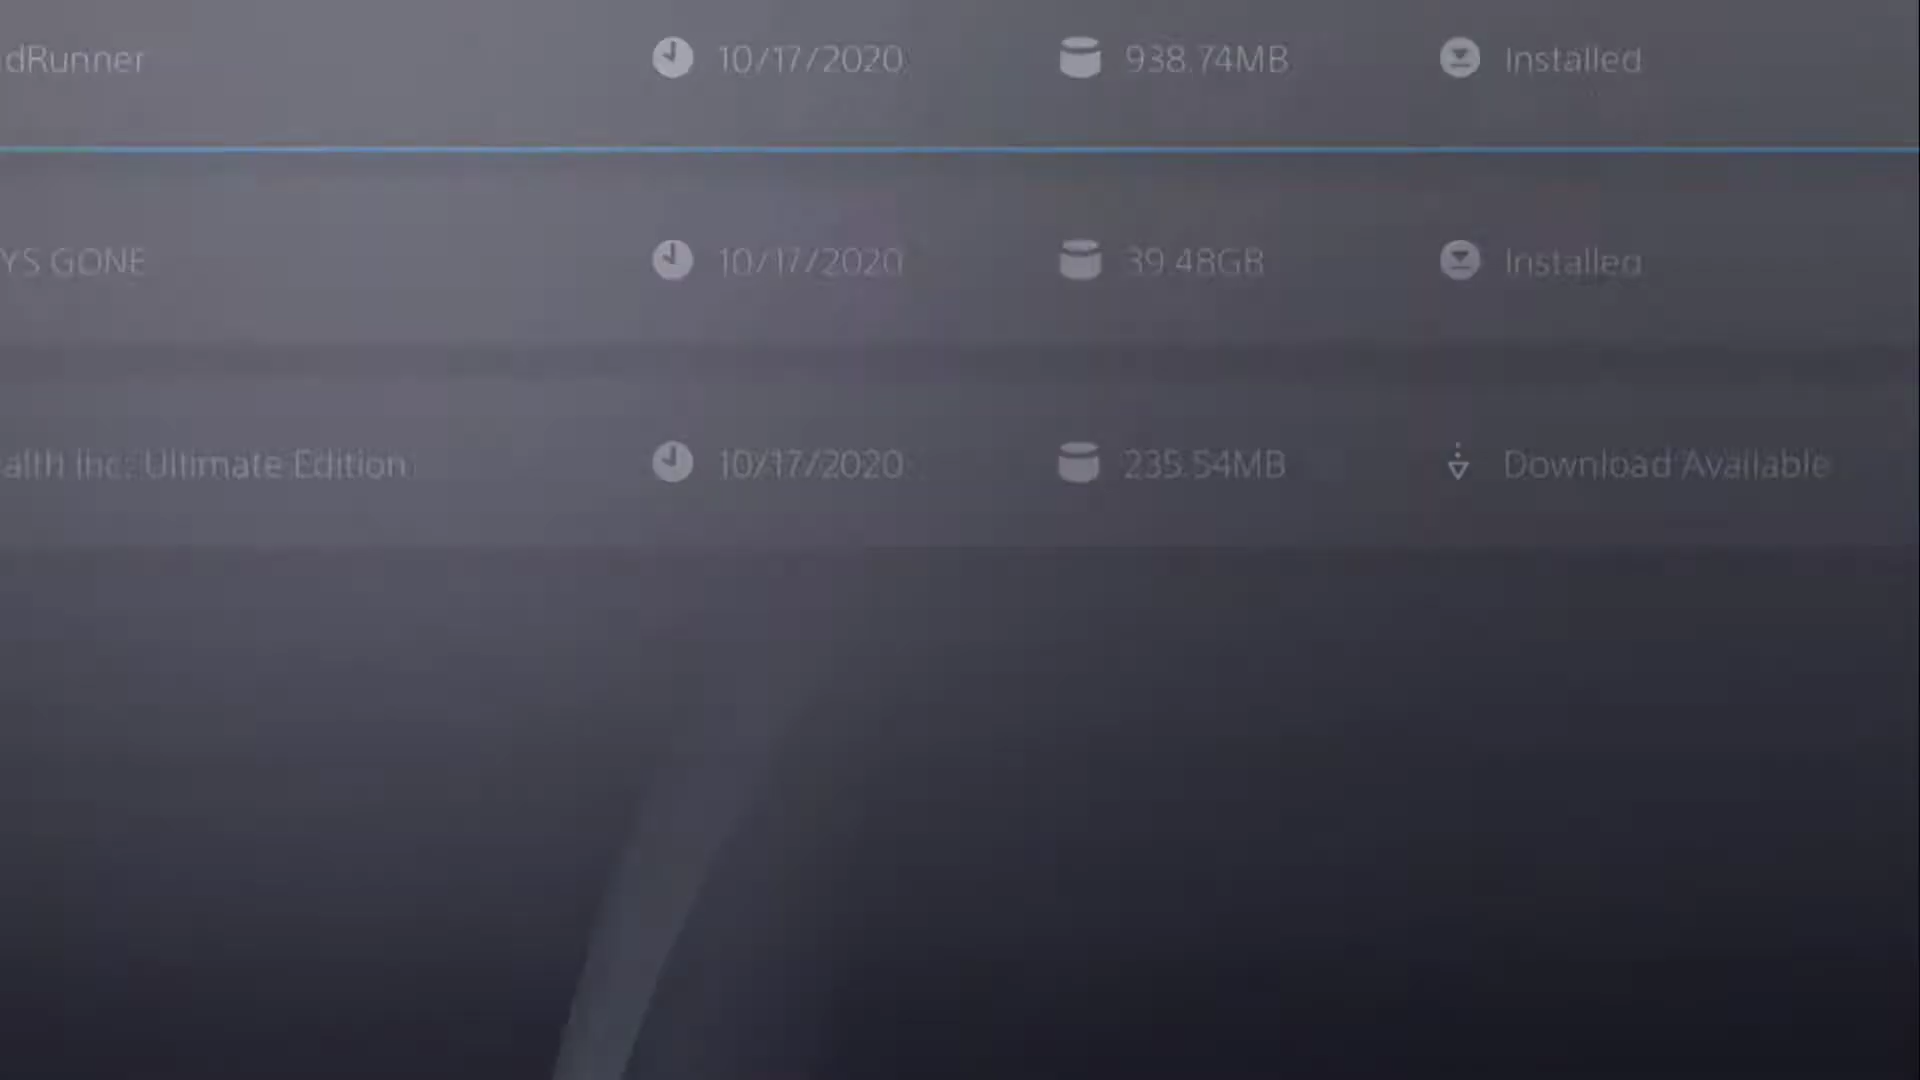 dRunner 10/17/2020 938.74MB Installed
YS GONE 10/17/2020 39.48GB Installed
alth Inc: Ultimate Edition 10/17/2020 235.54MB Download Available